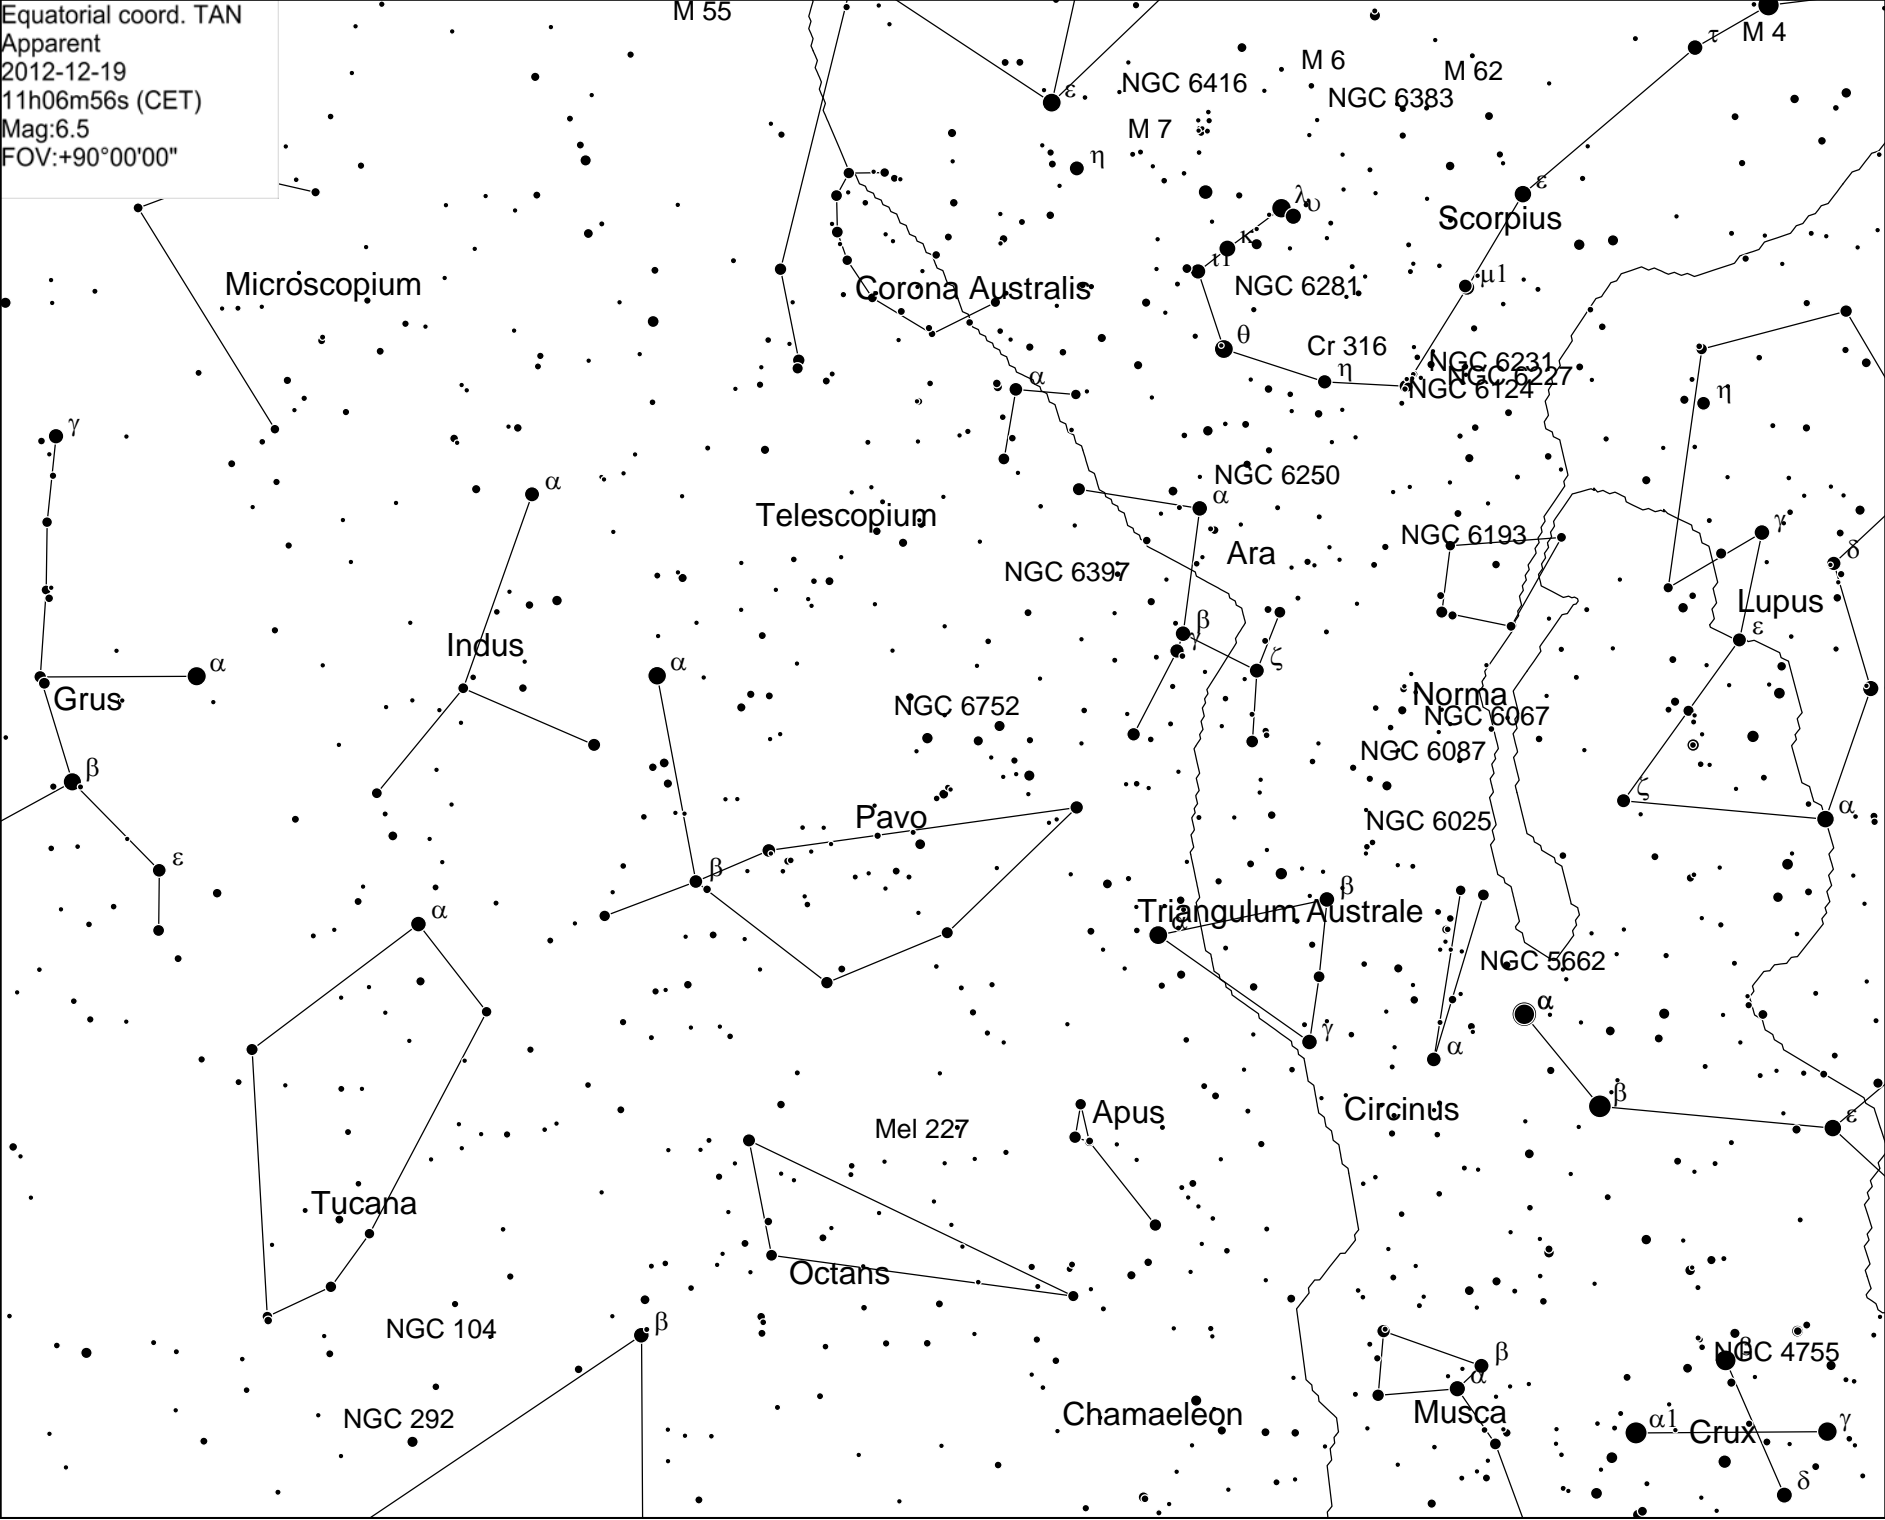 Equatorial coord. TAN
Apparent
2012-12-19
11h06m56s (CET)
Mag:6.5
FOV:+90°00'00"
M 55
τ
M 4
M 6
M 62
ε
NGC 6416
NGC 6383
M 7
η
ε
λ
υ
Scorpius
κ
ι1
μ1
Microscopium
Corona Australis
NGC 6281
θ
Cr 316
η
NGC 6231
NGC 6227
NGC 6124
α
η
γ
NGC 6250
α
α
Telescopium
γ
NGC 6193
Ara
δ
NGC 6397
Lupus
β
ε
γ
Indus
ζ
α
α
Grus
Norma
NGC 6752
NGC 6067
NGC 6087
β
ζ
α
Pavo
NGC 6025
ε
β
β
α
Triangulum Australe
α
NGC 5662
α
γ
α
β
Apus
Circinus
ε
Mel 227
Tucana
Octans
NGC 104
β
β
β
NGC 4755
α
NGC 292
Chamaeleon
Musca
α1
Crux
γ
δ